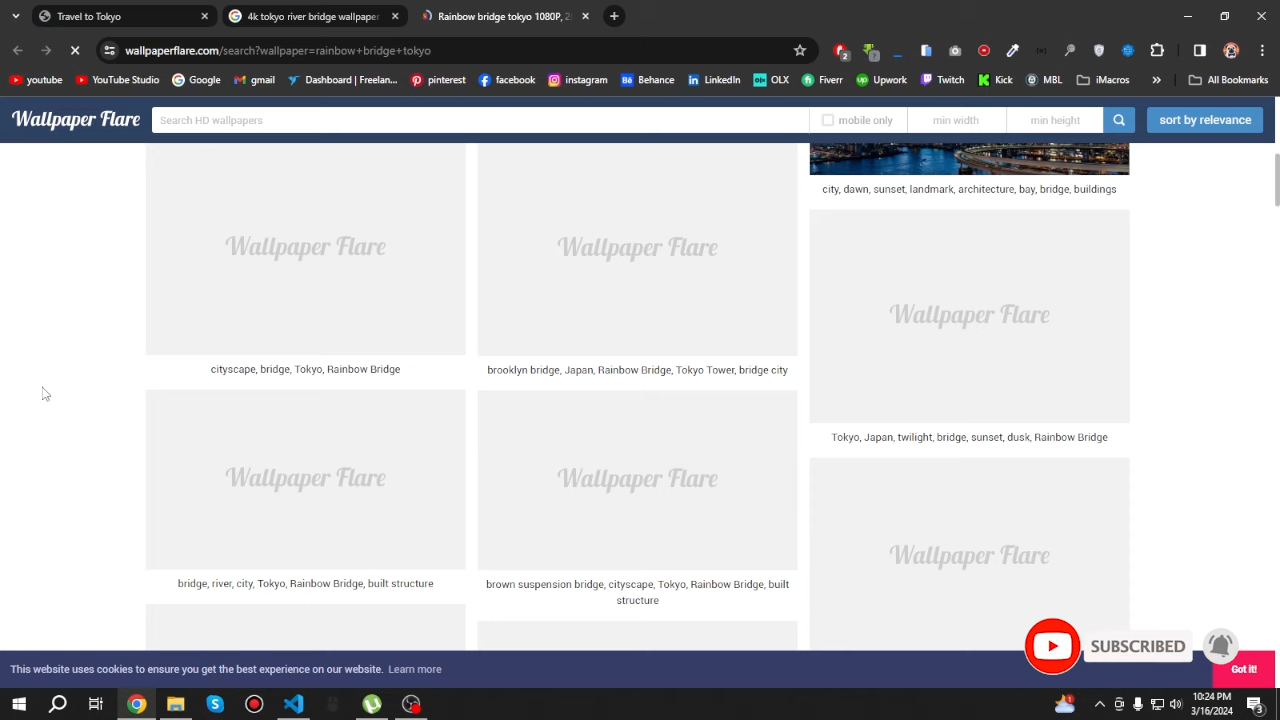 Travel to Tokyo
4k tokyo river bridge wallpaper
Rainbow bridge tokyo 1080P, 2
wallpaperflare.com/search?wallpaper=rainbow+bridge+tokyo
2
7
youtube
YouTube Studio
Google
gmail
Dashboard | Freelan...
pinterest
facebook
instagram
Behance
LinkedIn
OLX
Fiverr
Upwork
Twitch
Kick
MBL
iMacros
All Bookmarks
Wallpaper Flare
Search HD wallpapers
mobile only
min width
min height
sort by relevance
city, dawn, sunset, landmark, architecture, bay, bridge, buildings
Wallpaper Flare
Wallpaper Flare
Wallpaper Flare
cityscape, bridge, Tokyo, Rainbow Bridge
brooklyn bridge, Japan, Rainbow Bridge, Tokyo Tower, bridge city
Tokyo, Japan, twilight, bridge, sunset, dusk, Rainbow Bridge
Wallpaper Flare
Wallpaper Flare
Wallpaper Flare
bridge, river, city, Tokyo, Rainbow Bridge, built structure
brown suspension bridge, cityscape, Tokyo, Rainbow Bridge, built
structure
SUBSCRIBED
This website uses cookies to ensure you get the best experience on our website. Learn more
Got it!
1
10:24 PM
3/16/2024
3